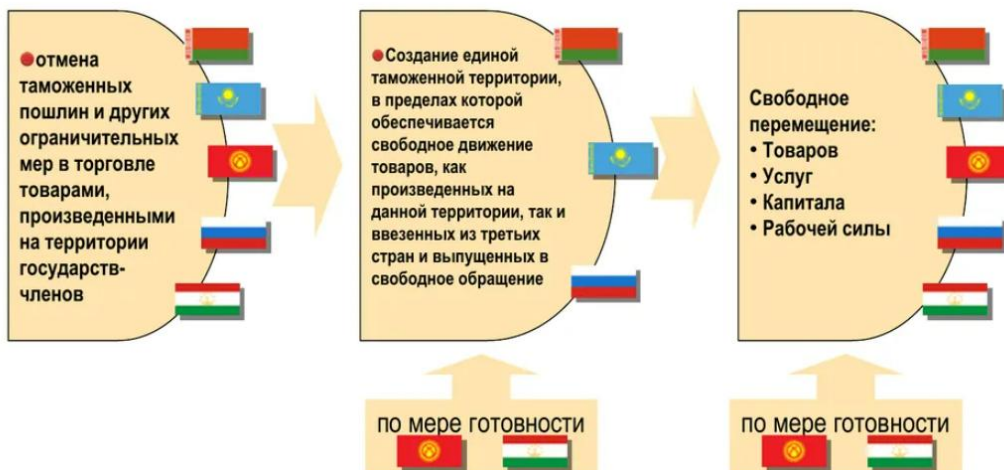 отмена
таможенных
пошлин и других
ограничительных
мер в торговле
товарами,
произведенными
на территории
государств-
членов
Создание единой
таможенной территории,
в пределах которой
обеспечивается
свободное движение
товаров, как
произведенных на
данной территории, так и
ввезенных из третьих
стран и выпущенных в
свободное обращение
Свободное
перемещение:
• Товаров
• Услуг
• Капитала
• Рабочей силы
по мере готовности
по мере готовности